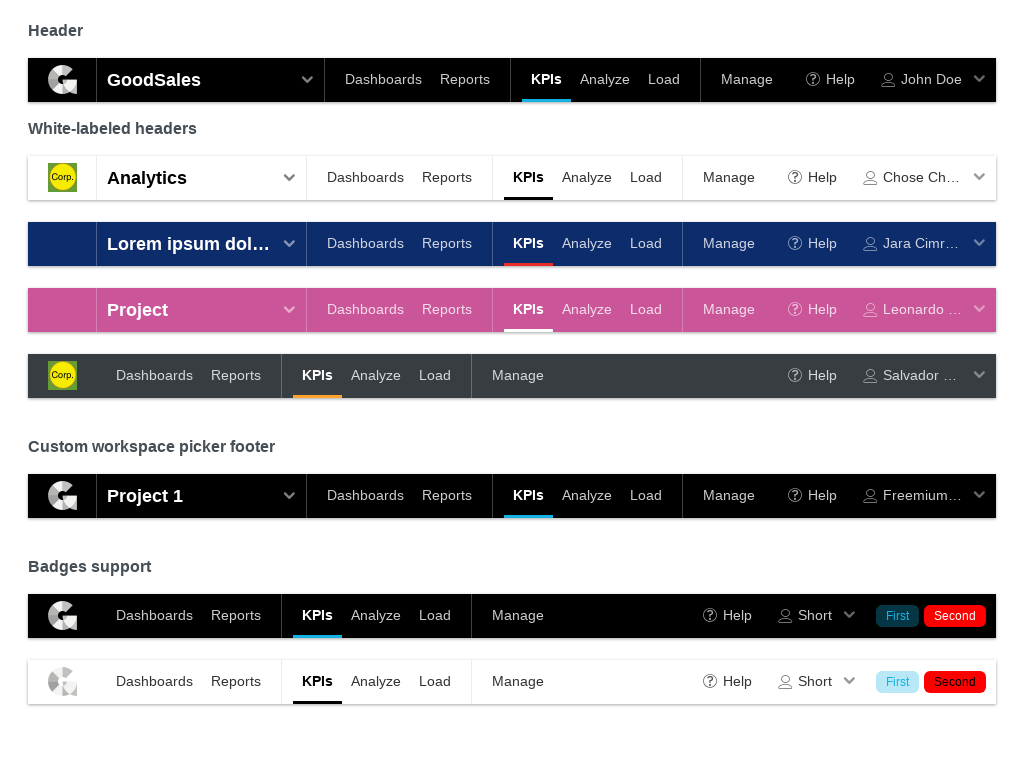 Header
GoodSales Dashboards Reports KPIs Analyze Load Manage Help John Doe
White-labeled headers
Corp. Analytics Dashboards Reports KPIs Analyze Load Manage Help Chose Ch…
Lorem ipsum dol… Dashboards Reports KPIs Analyze Load Manage Help Jara Cimr…
Project Dashboards Reports KPIs Analyze Load Manage Help Leonardo …
Corp. Dashboards Reports KPIs Analyze Load Manage Help Salvador …
Custom workspace picker footer
Project 1 Dashboards Reports KPIs Analyze Load Manage Help Freemium…
Badges support
Dashboards Reports KPIs Analyze Load Manage Help Short First Second
Dashboards Reports KPIs Analyze Load Manage Help Short First Second